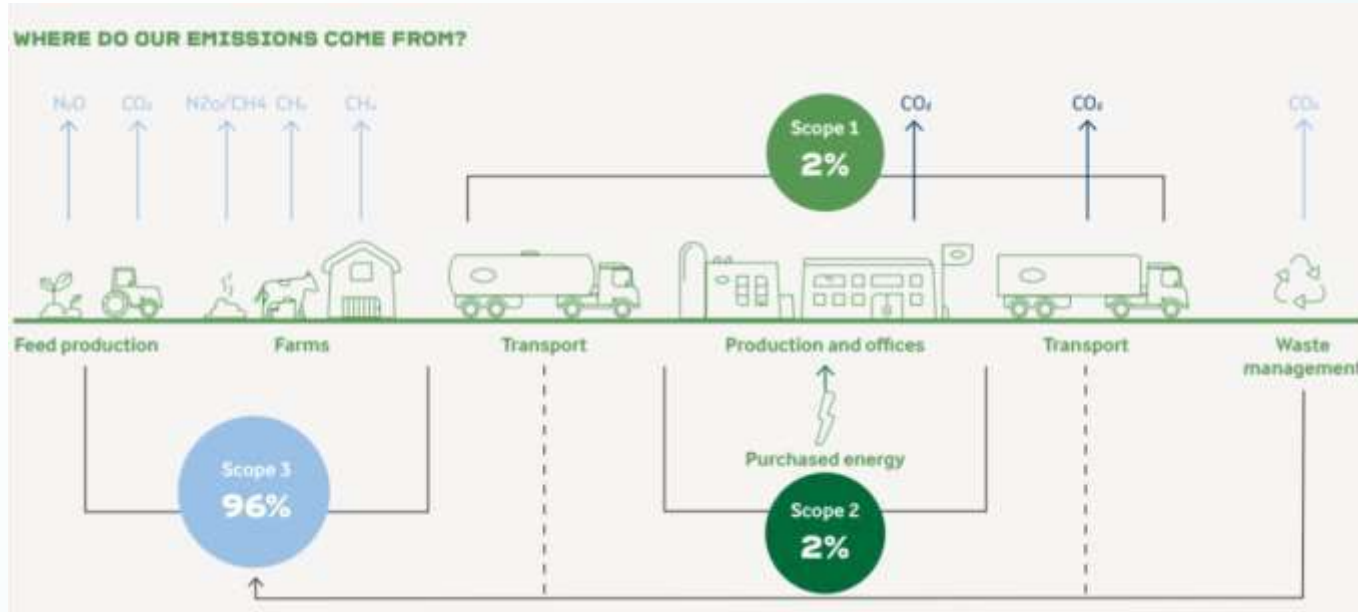 WHERE DO OUR EMISSIONS COME FROM?
N₂O CO₂ N2o/CH4 CH₄ CH₄ CO₂ CO₂ CO₂
Scope 1
2%
Feed production Farms Transport Production and offices Transport Waste
management
Scope 3
96%
Purchased energy
Scope 2
2%